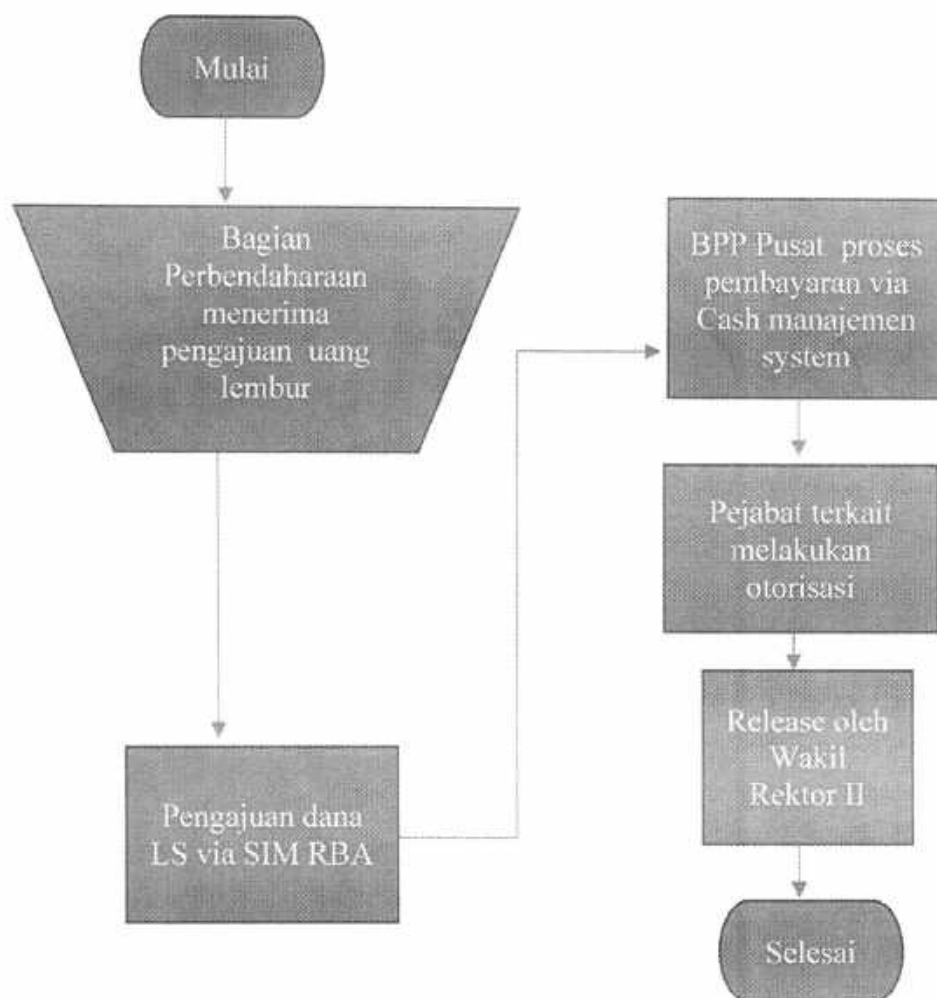 Mulai
Bagian
Perbendaharaan
menerima
pengajuan uang
lembur
Pengajuan dana
LS via SIM RBA
BPP Pusat proses
pembayaran via
Cash manajemen
system
Pejabat terkait
melakukan
otorisasi
Release oleh
Wakil
Rektor II
Selesai